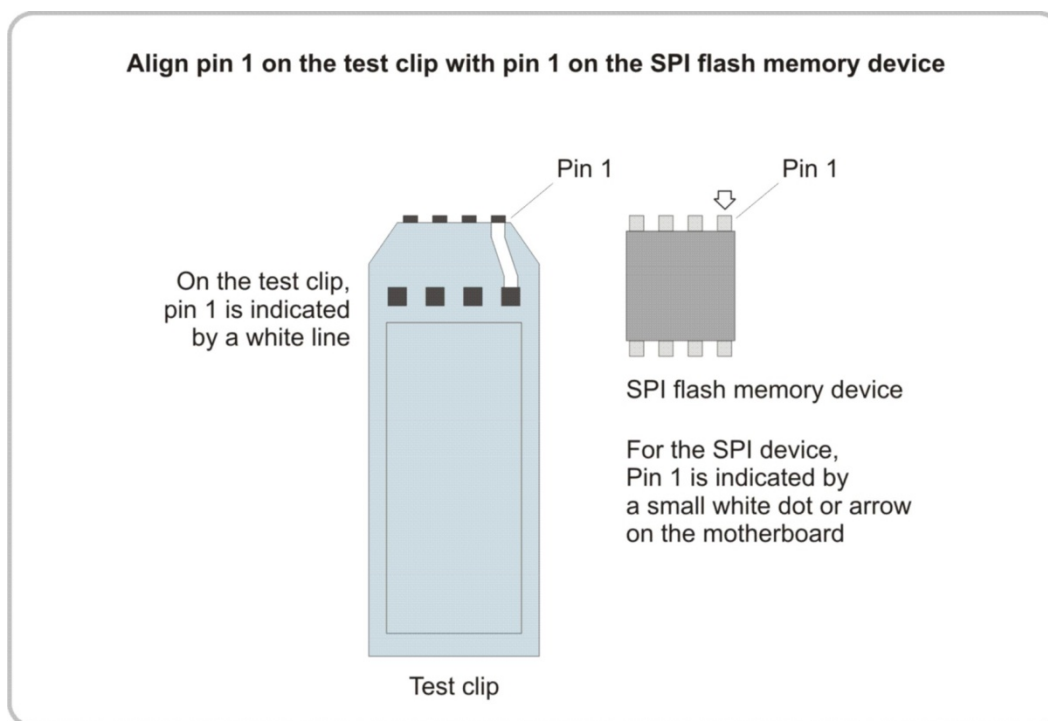 Align pin 1 on the test clip with pin 1 on the SPI flash memory device
Pin 1
Pin 1
On the test clip,
pin 1 is indicated
by a white line
SPI flash memory device
For the SPI device,
Pin 1 is indicated by
a small white dot or arrow
on the motherboard
Test clip